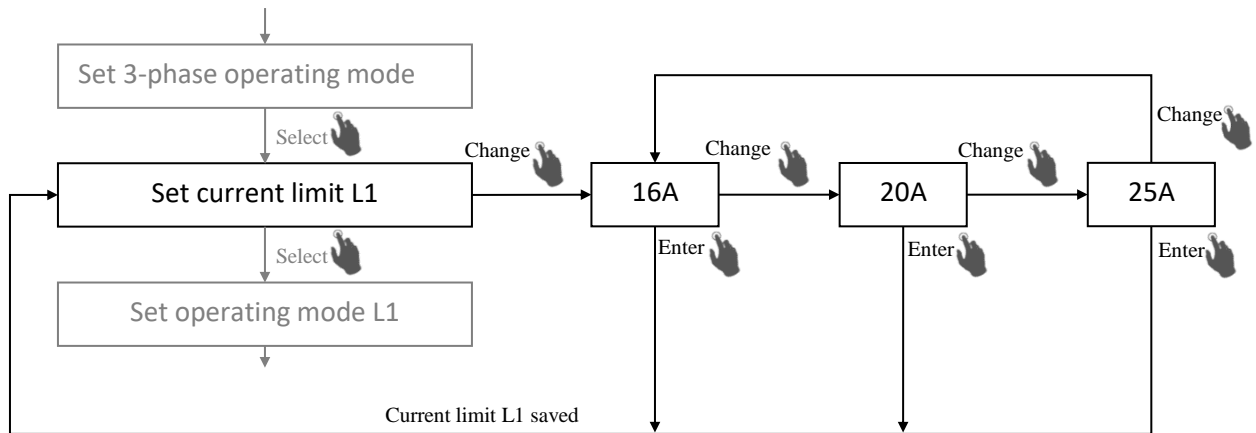 Set 3-phase operating mode
Select
Change
Set current limit L1
Change
16A
Change
20A
Change
25A
Select
Enter
Enter
Enter
Set operating mode L1
Current limit L1 saved